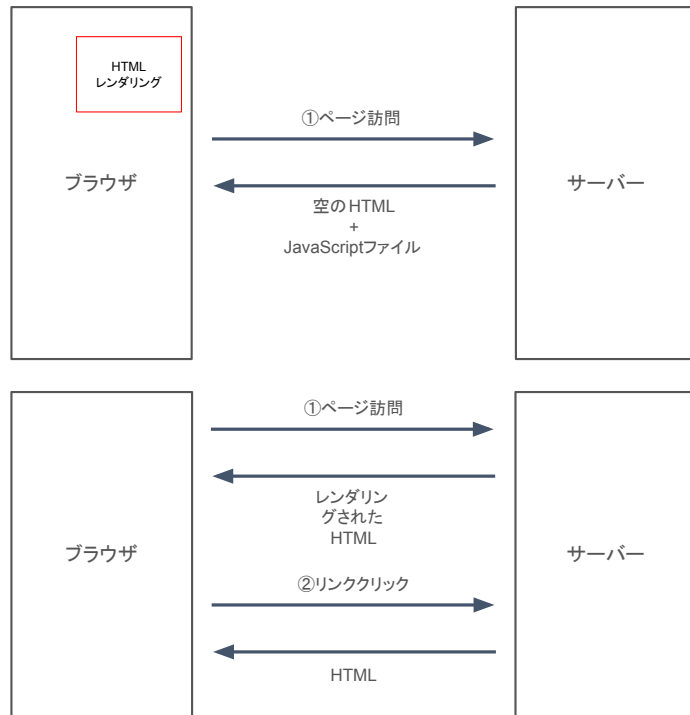 HTML
レンダリング
①ページ訪問
ブラウザ
サーバー
空のHTML
+
JavaScriptファイル
①ページ訪問
レンダリン
グされた
HTML
ブラウザ
サーバー
②リンククリック
HTML